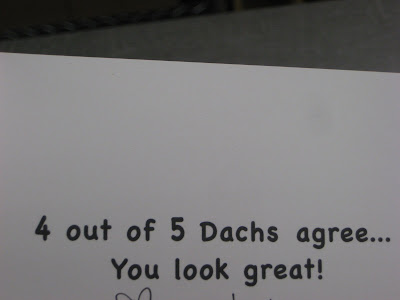 4 out of 5 Dachs agree...
You look great!